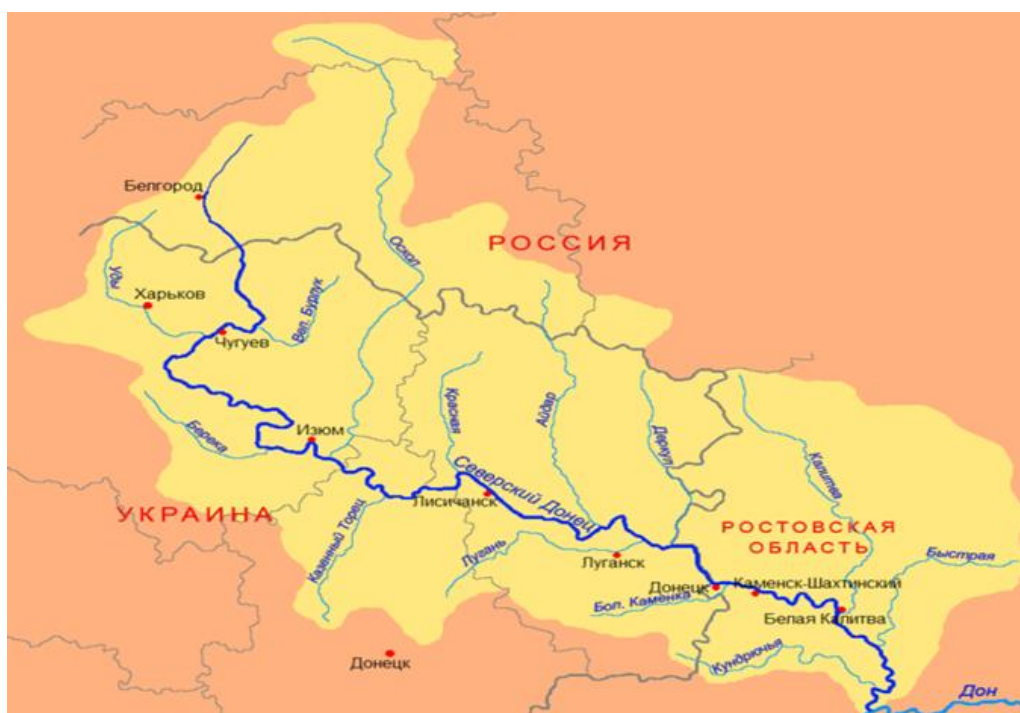 Белгород
Оскол
РОССИЯ
Уды
Харьков
Вел. Бурлук
Чугуев
Красная
Айдар
Деркул
Берека
Изюм
Калитва
Северский Донец
Лисичанск
УКРАИНА
Казенный Торец
РОСТОВСКАЯ
ОБЛАСТЬ
Быстрая
Лугань
Луганск
Донецк
Каменск-Шахтинский
Бол. Каменка
Белая Калитва
Кундрючья
Донецк
Дон